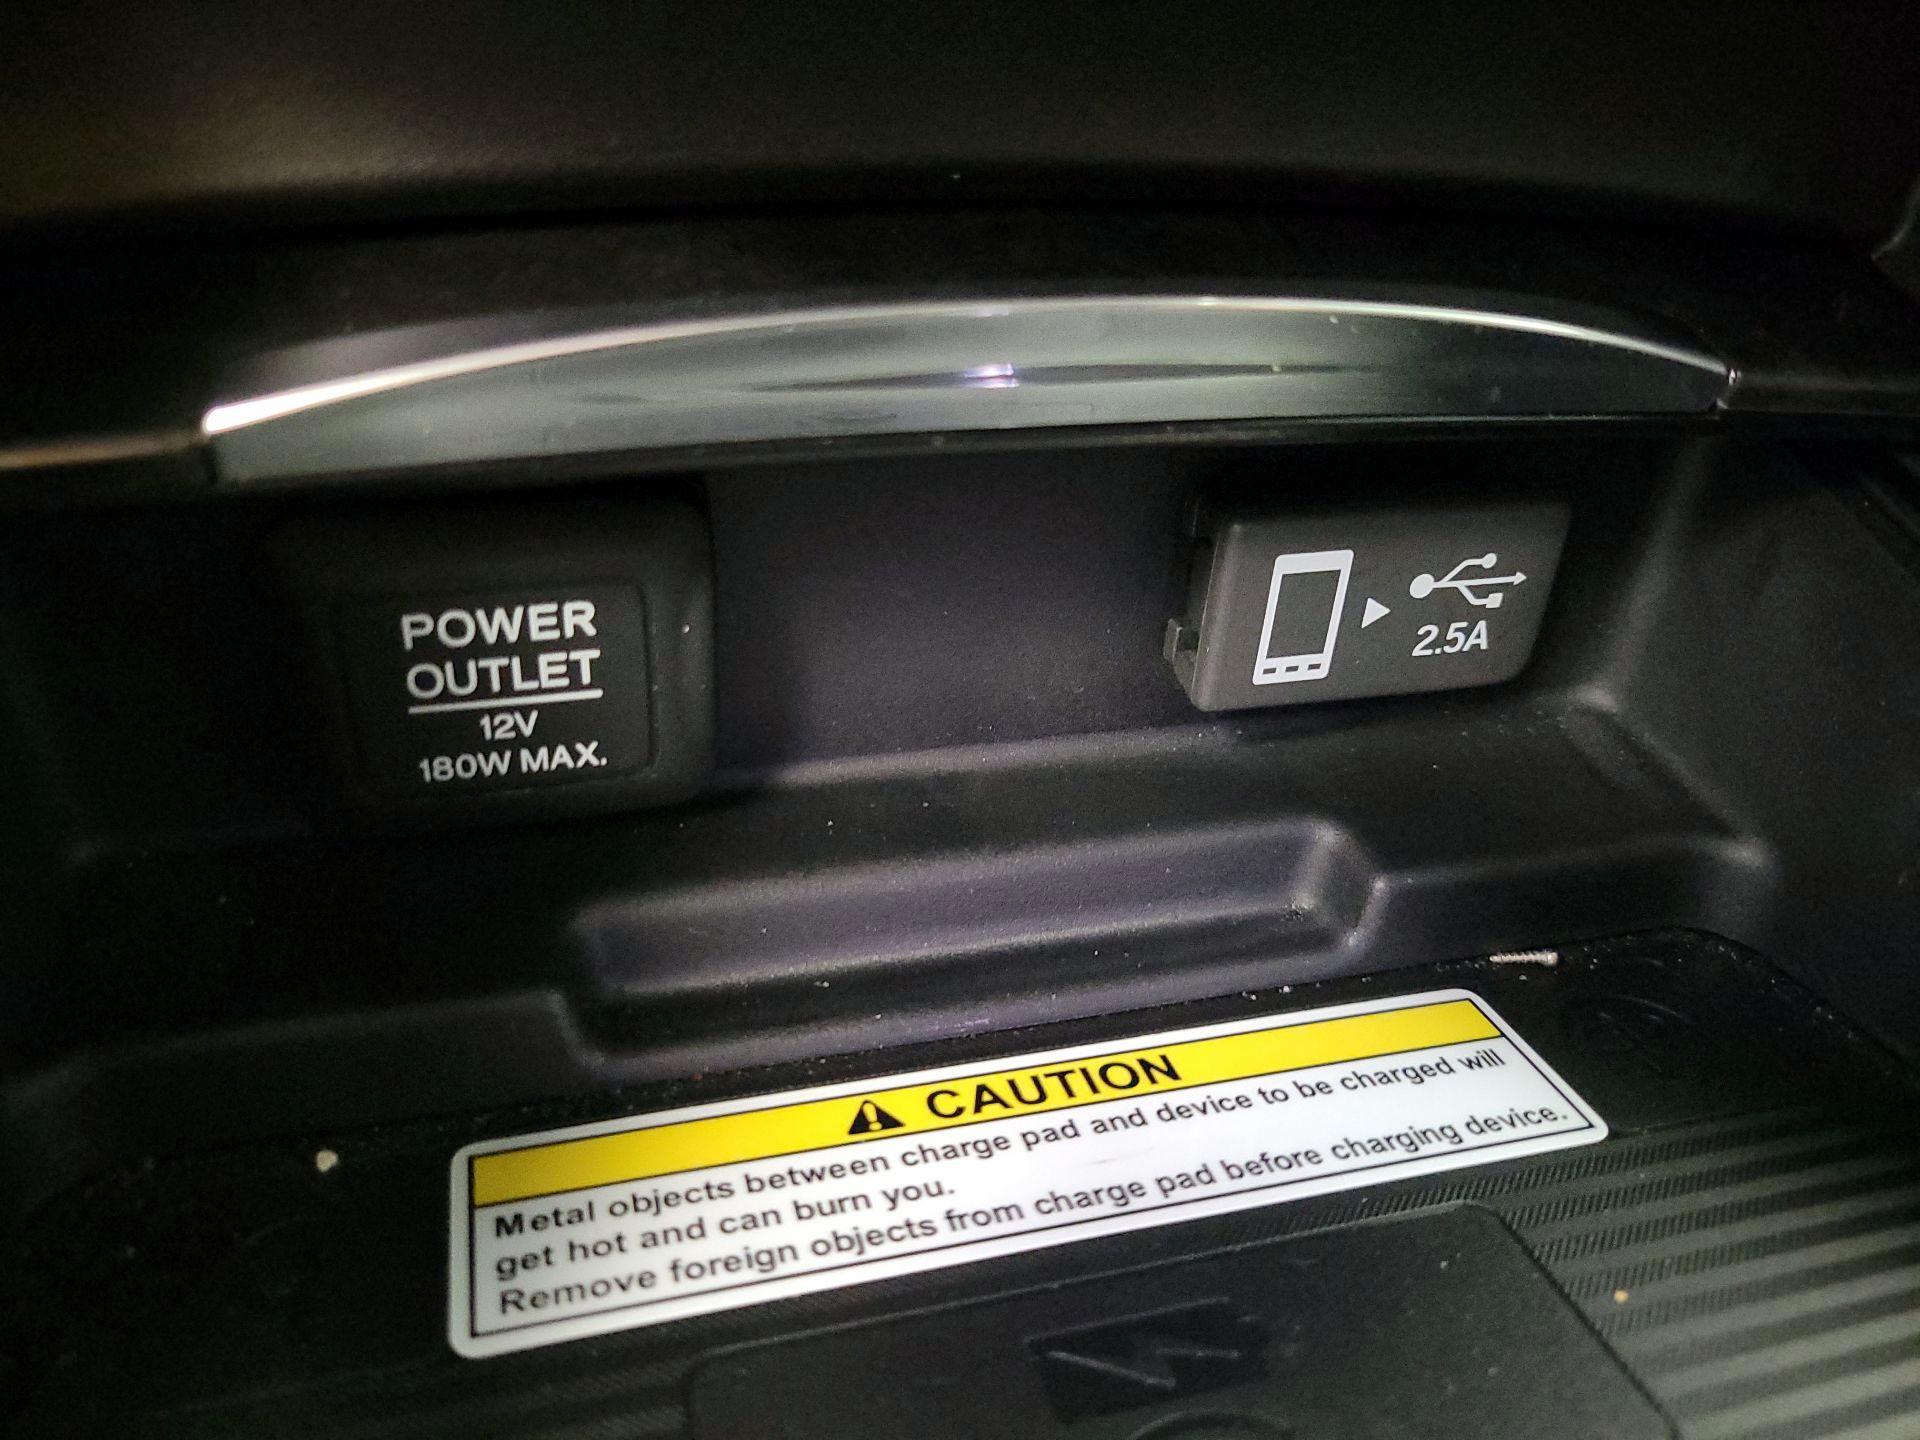 POWER
OUTLET
12V
180W MAX.
2.5A
CAUTION
Metal objects between charge pad and device to be charged will
get hot and can burn you.
Remove foreign objects from charge pad before charging device.